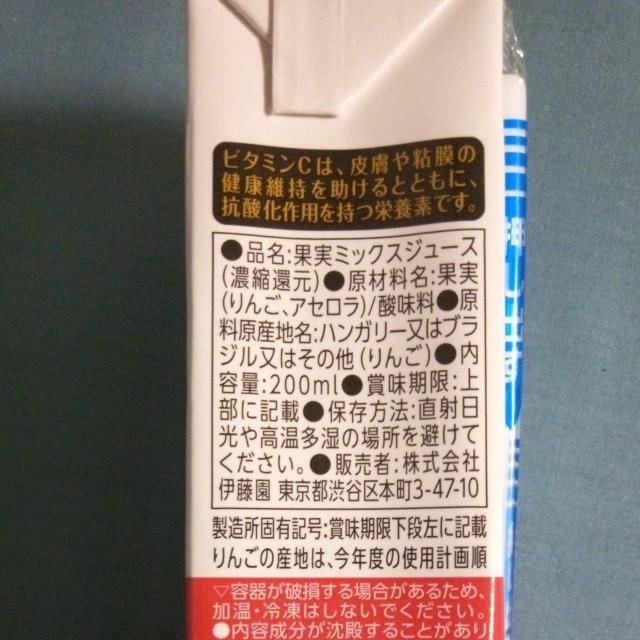 ビタミンCは、皮膚や粘膜の
健康維持を助けるとともに、
抗酸化作用を持つ栄養素です。
●品名:果実ミックスジュース
(濃縮還元)●原材料名:果実
(りんご、アセロラ)/酸味料●原
料原産地名:ハンガリー又はブラ
ジル又はその他(りんご)●内
容量:200ml●賞味期限:上
部に記載●保存方法:直射日
光や高温多湿の場所を避けて
ください。●販売者:株式会社
伊藤園 東京都渋谷区本町3-47-10
製造所固有記号:賞味期限下段左に記載
りんごの産地は、今年度の使用計画順
▽容器が破損する場合があるため、
加温・冷凍はしないでください。
●内容成分が沈殿することがあり